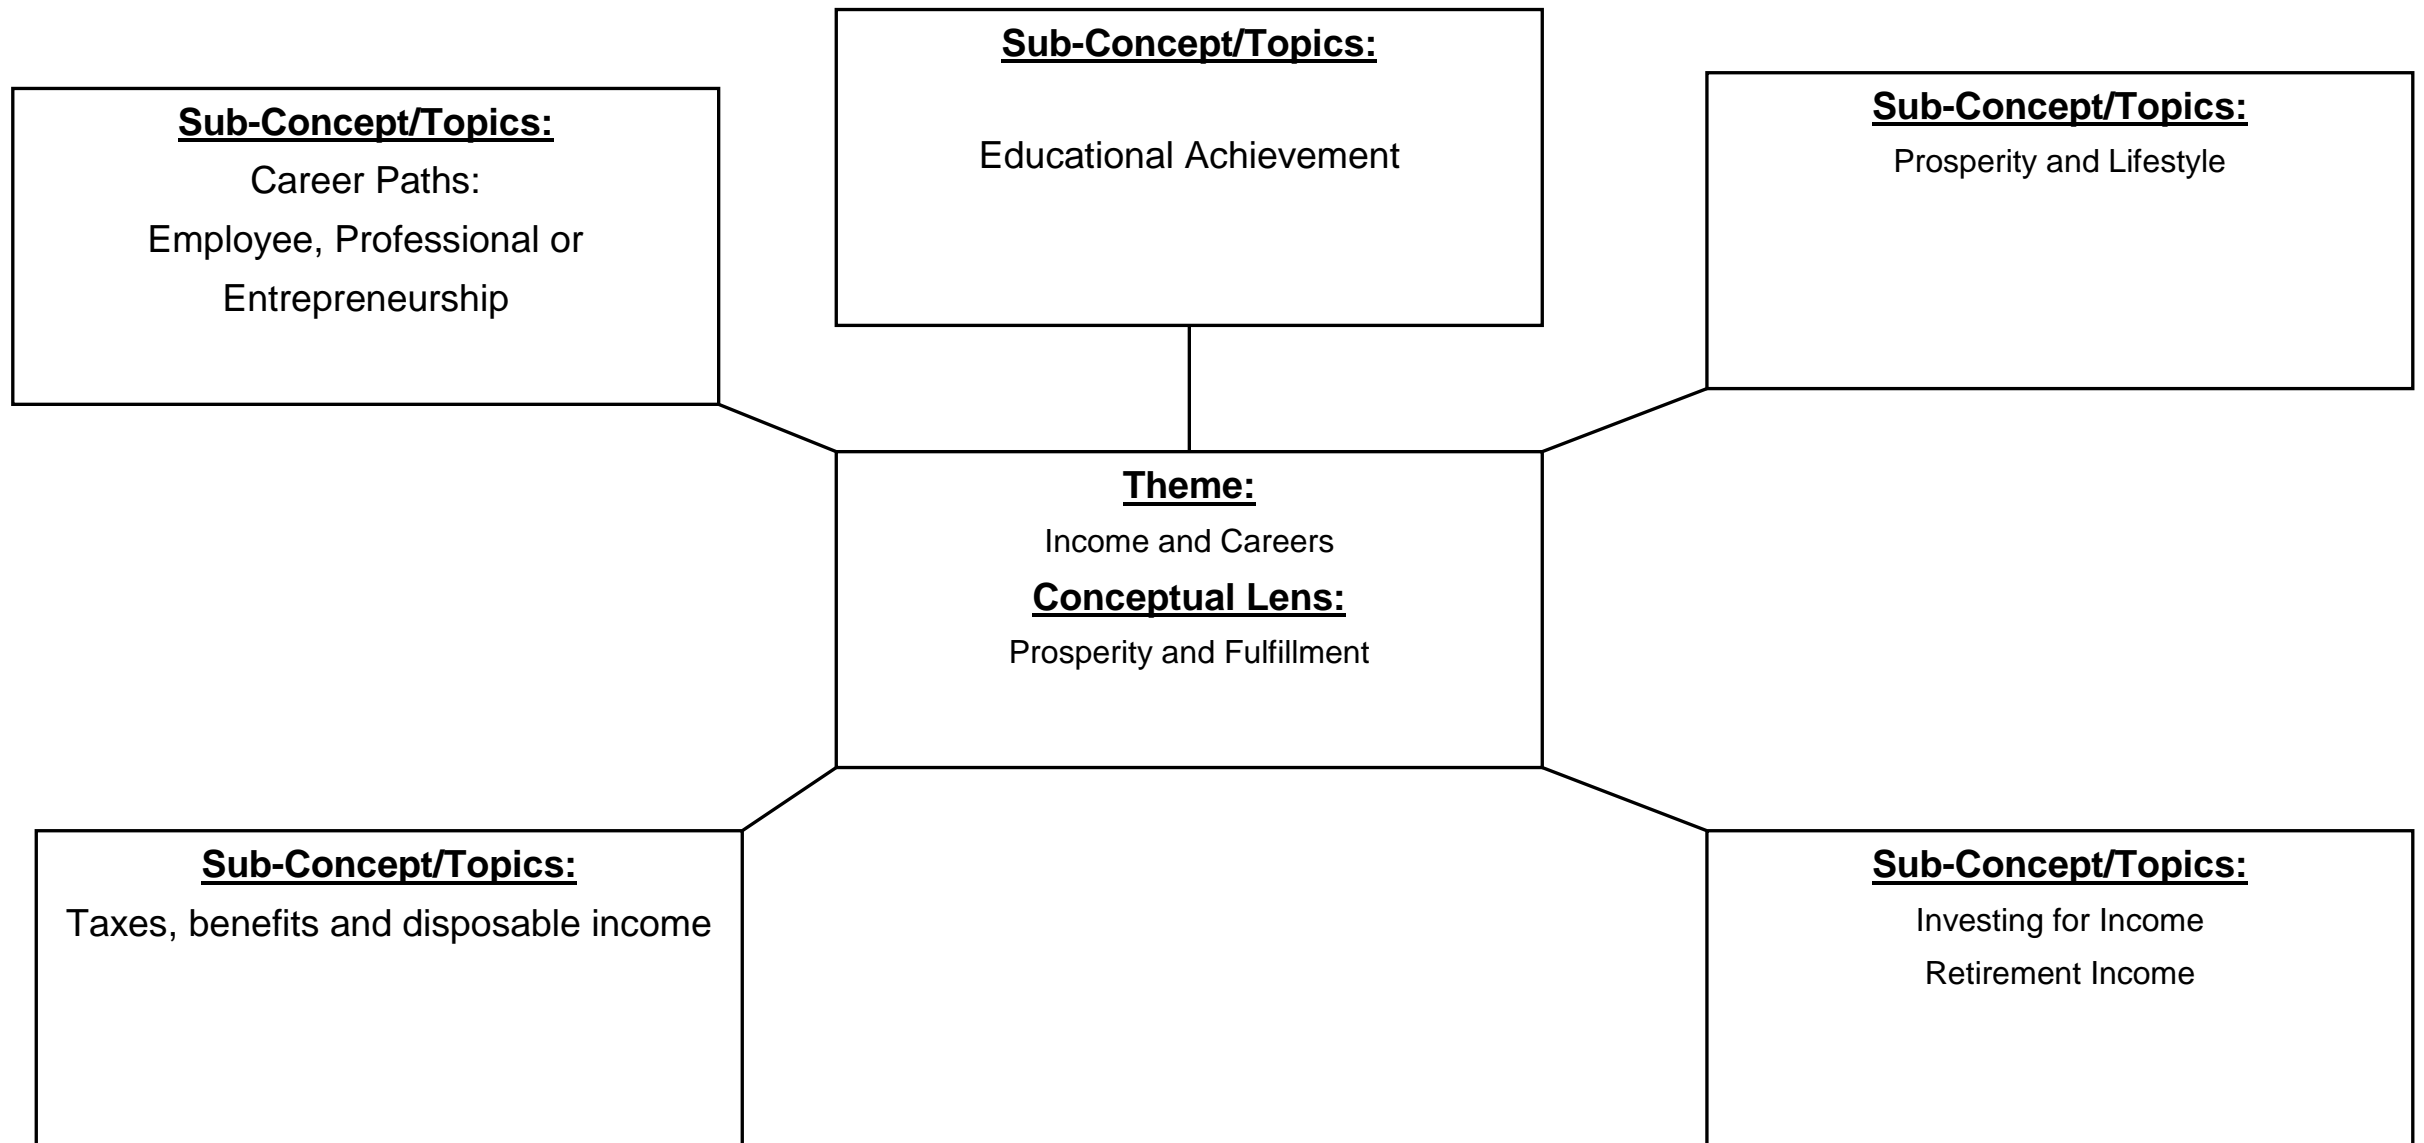 Sub-Concept/Topics:
Career Paths:
Employee, Professional or
Entrepreneurship
Sub-Concept/Topics:
Educational Achievement
Sub-Concept/Topics:
Prosperity and Lifestyle
Theme:
Income and Careers
Conceptual Lens:
Prosperity and Fulfillment
Sub-Concept/Topics:
Taxes, benefits and disposable income
Sub-Concept/Topics:
Investing for Income
Retirement Income